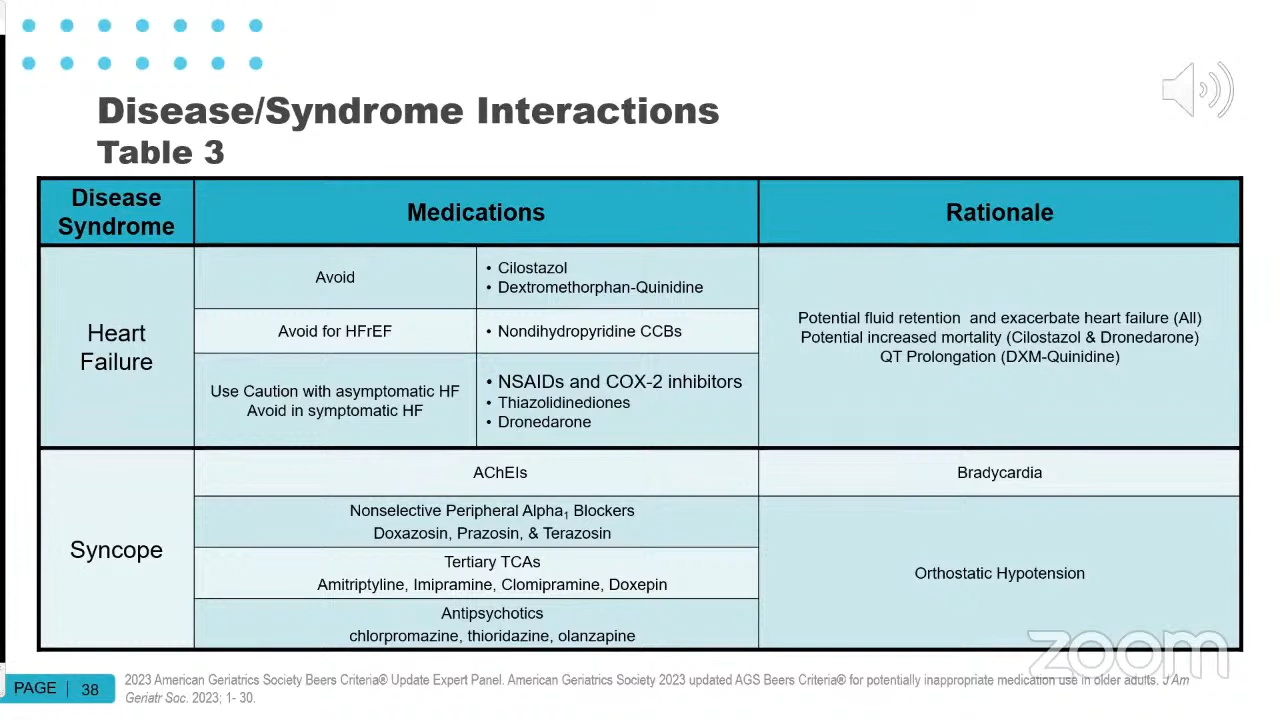 Disease/Syndrome Interactions
Table 3
Disease
Syndrome
Medications
Rationale
Heart
Failure
Avoid
• Cilostazol
• Dextromethorphan-Quinidine
Avoid for HFrEF
• Nondihydropyridine CCBs
Use Caution with asymptomatic HF
Avoid in symptomatic HF
• NSAIDs and COX-2 inhibitors
• Thiazolidinediones
• Dronedarone
Potential fluid retention and exacerbate heart failure (All)
Potential increased mortality (Cilostazol & Dronedarone)
QT Prolongation (DXM-Quinidine)
Syncope
AChEIs
Bradycardia
Nonselective Peripheral Alpha₁ Blockers
Doxazosin, Prazosin, & Terazosin
Tertiary TCAs
Amitriptyline, Imipramine, Clomipramine, Doxepin
Antipsychotics
chlorpromazine, thioridazine, olanzapine
Orthostatic Hypotension
zoom
PAGE | 38
2023 American Geriatrics Society Beers Criteria® Update Expert Panel. American Geriatrics Society 2023 updated AGS Beers Criteria® for potentially inappropriate medication use in older adults. J Am
Geriatr Soc. 2023; 1- 30.